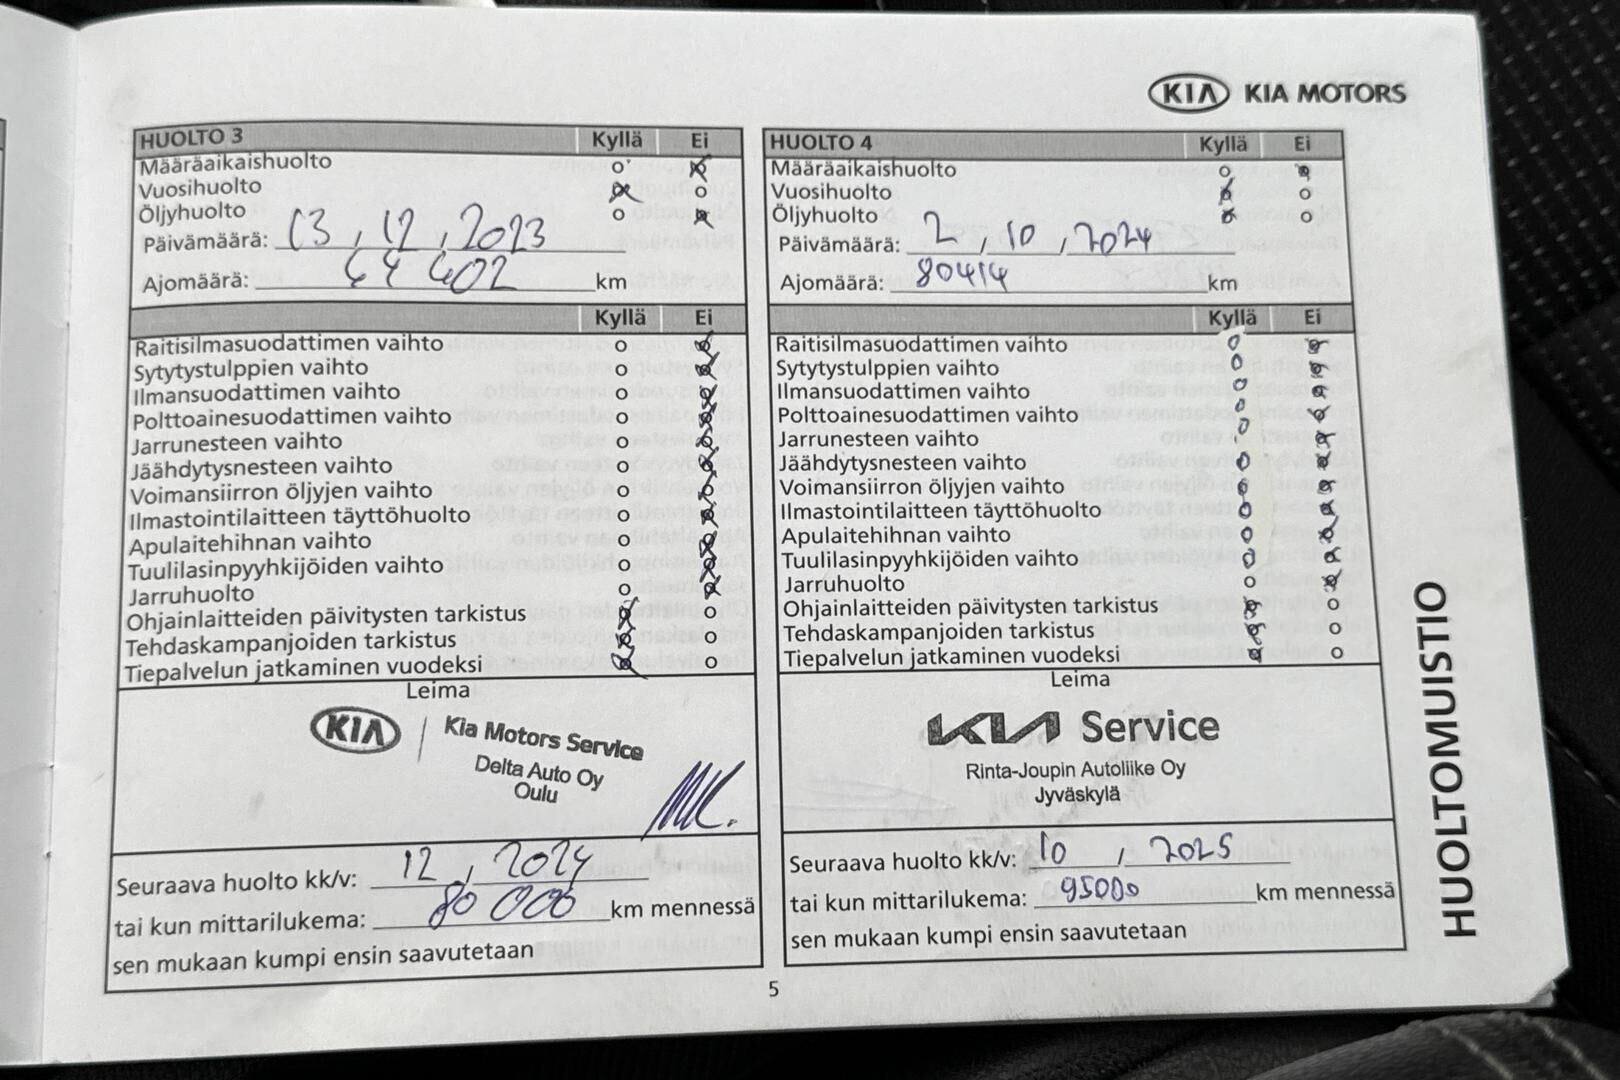 KIA KIA MOTORS
HUOLTO 3 Kyllä Ei
Määräaikaishuolto
Vuosihuolto
Öljyhuolto
Päivämäärä: 13, 12, 2023
Ajomäärä: 64 402 km
Kyllä Ei
Raitisilmasuodattimen vaihto
Sytytystulppien vaihto
Ilmansuodattimen vaihto
Polttoainesuodattimen vaihto
Jarrunesteen vaihto
Jäähdytysnesteen vaihto
Voimansiirron öljyjen vaihto
Ilmastointilaitteen täyttöhuolto
Apulaitehihnan vaihto
Tuulilasinpyyhkijöiden vaihto
Jarruhuolto
Ohjainlaitteiden päivitysten tarkistus
Tehdaskampanjoiden tarkistus
Tiepalvelun jatkaminen vuodeksi
Leima
KIA Kia Motors Service
Delta Auto Oy
Oulu
Seuraava huolto kk/v: 12, 2024
tai kun mittarilukema: 80 000 km mennessä
sen mukaan kumpi ensin saavutetaan
HUOLTO 4 Kyllä Ei
Määräaikaishuolto
Vuosihuolto
Öljyhuolto
Päivämäärä: 2, 10, 2024
Ajomäärä: 80414 km
Kyllä Ei
Raitisilmasuodattimen vaihto
Sytytystulppien vaihto
Ilmansuodattimen vaihto
Polttoainesuodattimen vaihto
Jarrunesteen vaihto
Jäähdytysnesteen vaihto
Voimansiirron öljyjen vaihto
Ilmastointilaitteen täyttöhuolto
Apulaitehihnan vaihto
Tuulilasinpyyhkijöiden vaihto
Jarruhuolto
Ohjainlaitteiden päivitysten tarkistus
Tehdaskampanjoiden tarkistus
Tiepalvelun jatkaminen vuodeksi
Leima
KIA Service
Rinta-Joupin Autoliike Oy
Jyväskylä
Seuraava huolto kk/v: 10, 2025
tai kun mittarilukema: 95000 km mennessä
sen mukaan kumpi ensin saavutetaan
HUOLTOMUISTIO
5